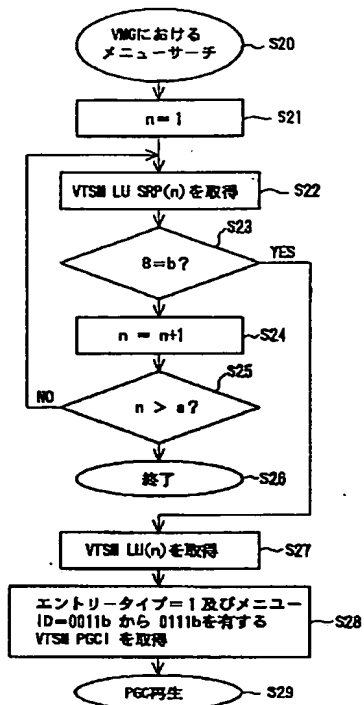 VMGにおける
メニューサーチ
S20
n = 1
S21
VTSM LU SRP(n) を取得
S22
S23
8=b?
YES
n = n+1
S24
S25
NO
n > a?
終了
S26
VTSM LU(n)を取得
S27
エントリータイプ=1 及びメニュー
ID=0011b から 0111bを有する
VTSM PGCI を取得
S28
PGC再生
S29